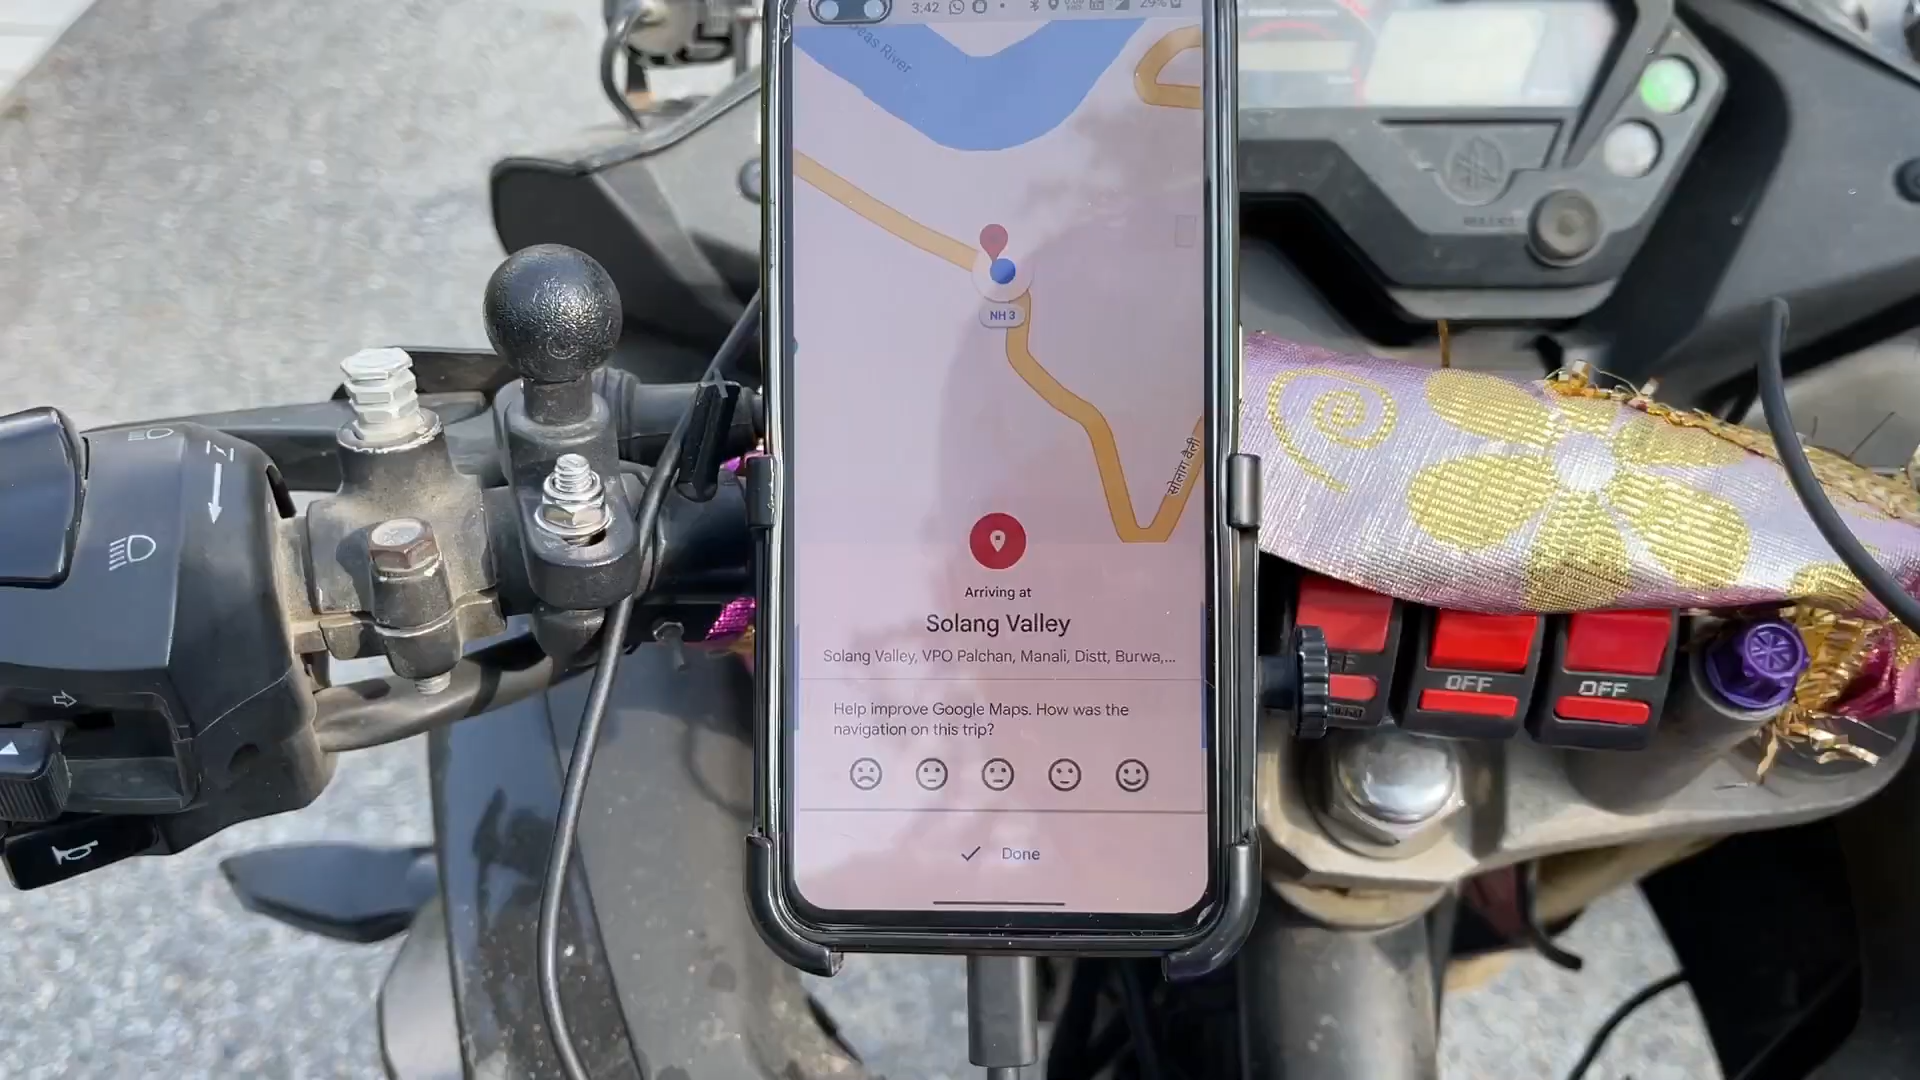 3:42
29%
Beas River
NH 3
सोलांग वैली
Arriving at
Solang Valley
Solang Valley, VPO Palchan, Manali, Distt, Burwa,...
Help improve Google Maps. How was the
navigation on this trip?
Done
OFF
OFF